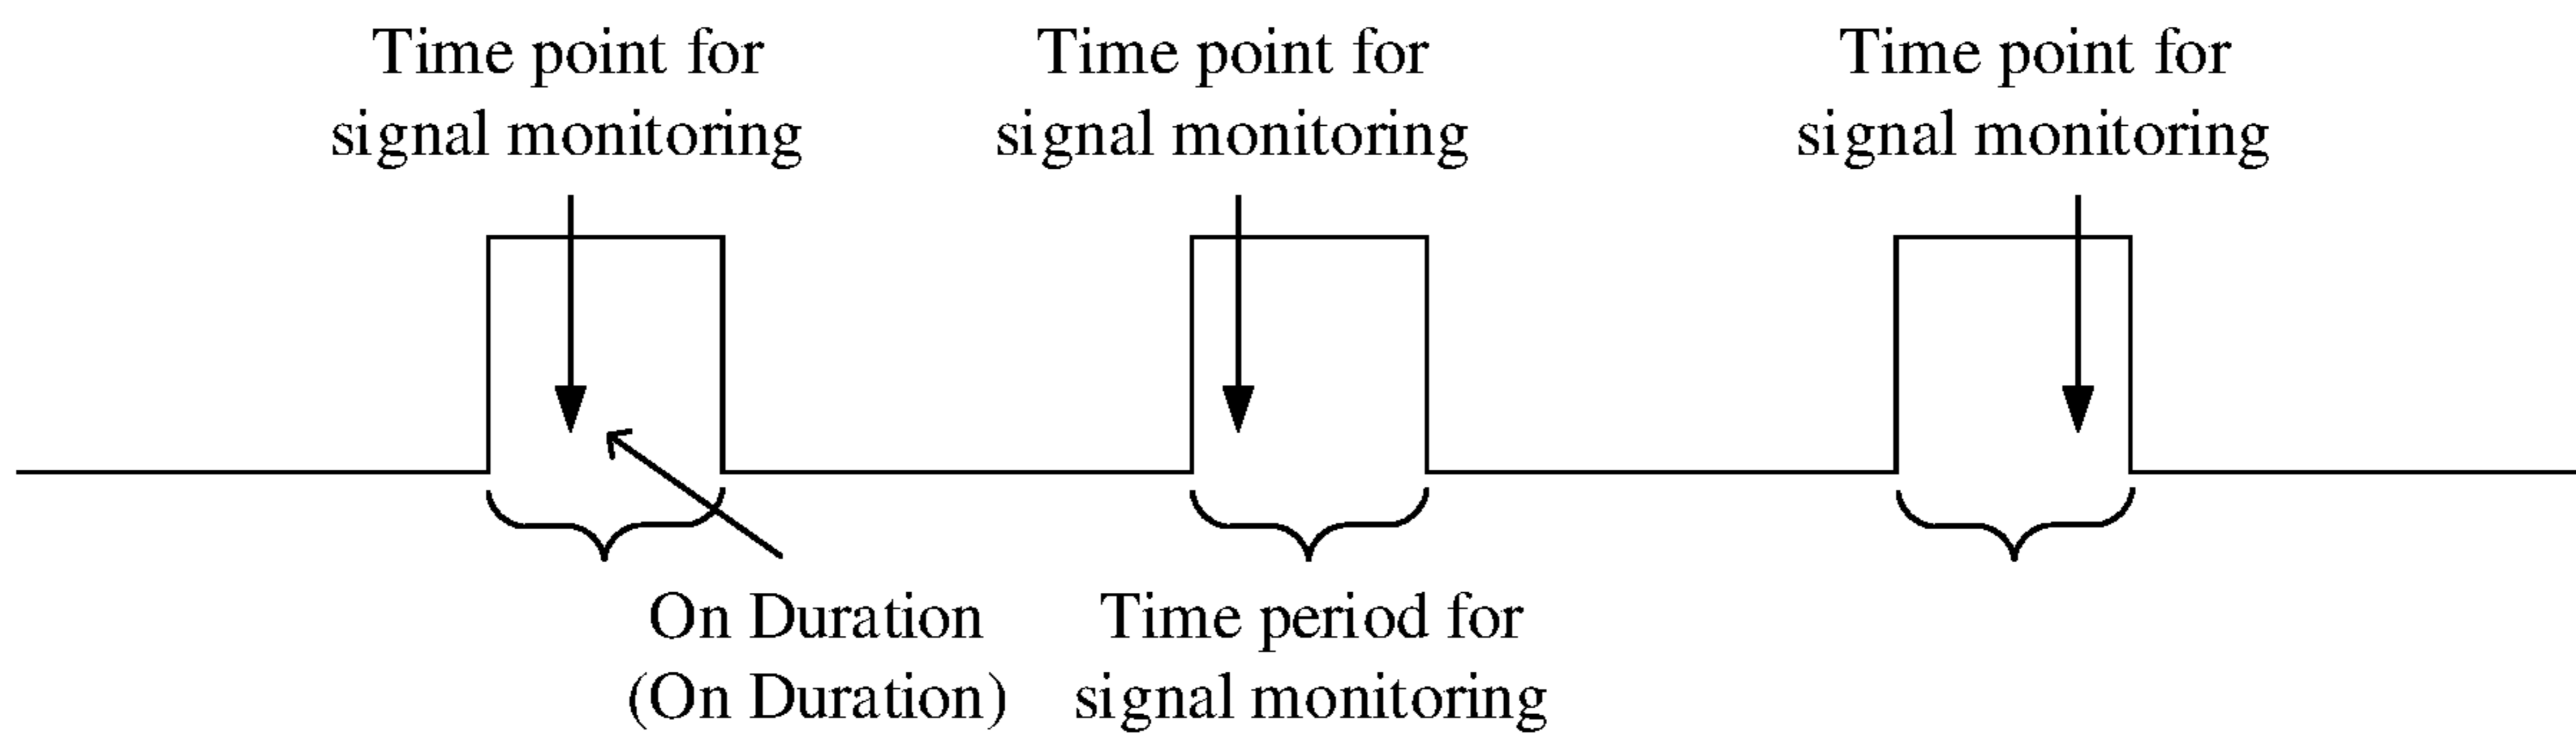 Time point for
signal monitoring
Time point for
signal monitoring
Time point for
signal monitoring
On Duration
(On Duration)
Time period for
signal monitoring